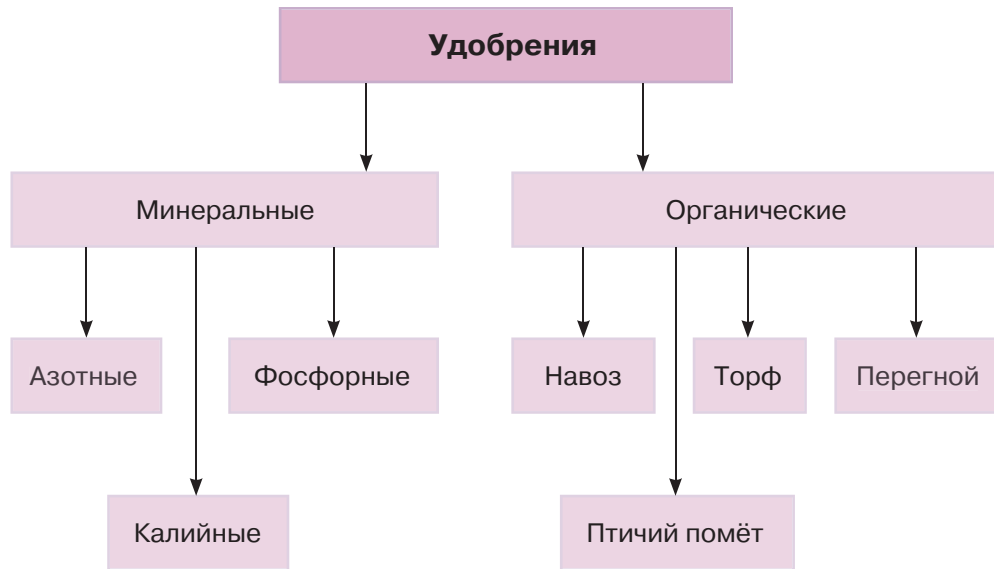 Удобрения
Минеральные
Органические
Азотные
Фосфорные
Навоз
Торф
Перегной
Калийные
Птичий помёт